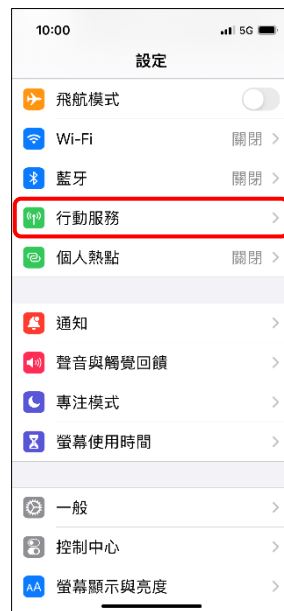 10:00 5G
設定
飛航模式
Wi-Fi 關閉
藍牙 關閉
行動服務
個人熱點 關閉
通知
聲音與觸覺回饋
專注模式
螢幕使用時間
一般
控制中心
AA 螢幕顯示與亮度